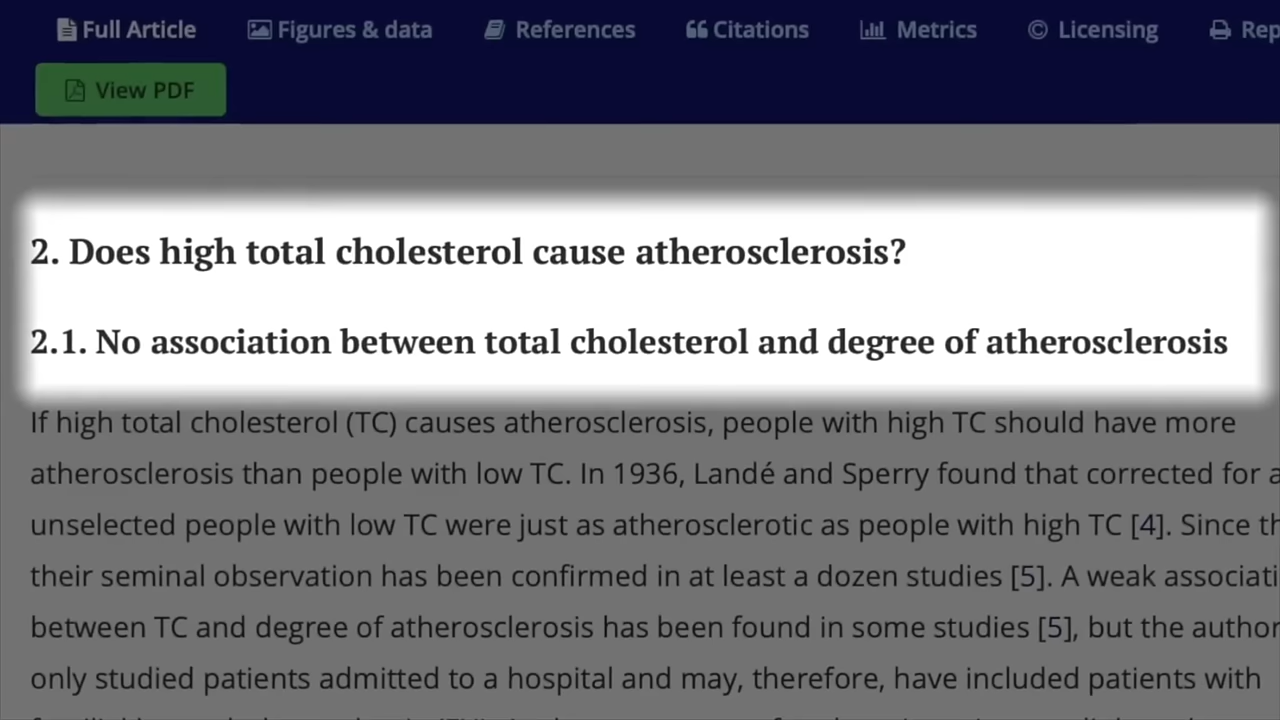 Full Article Figures & data References Citations Metrics © Licensing Rep
View PDF
2. Does high total cholesterol cause atherosclerosis?
2.1. No association between total cholesterol and degree of atherosclerosis
If high total cholesterol (TC) causes atherosclerosis, people with high TC should have more
atherosclerosis than people with low TC. In 1936, Landé and Sperry found that corrected for a
unselected people with low TC were just as atherosclerotic as people with high TC [4]. Since th
their seminal observation has been confirmed in at least a dozen studies [5]. A weak associati
between TC and degree of atherosclerosis has been found in some studies [5], but the author
only studied patients admitted to a hospital and may, therefore, have included patients with